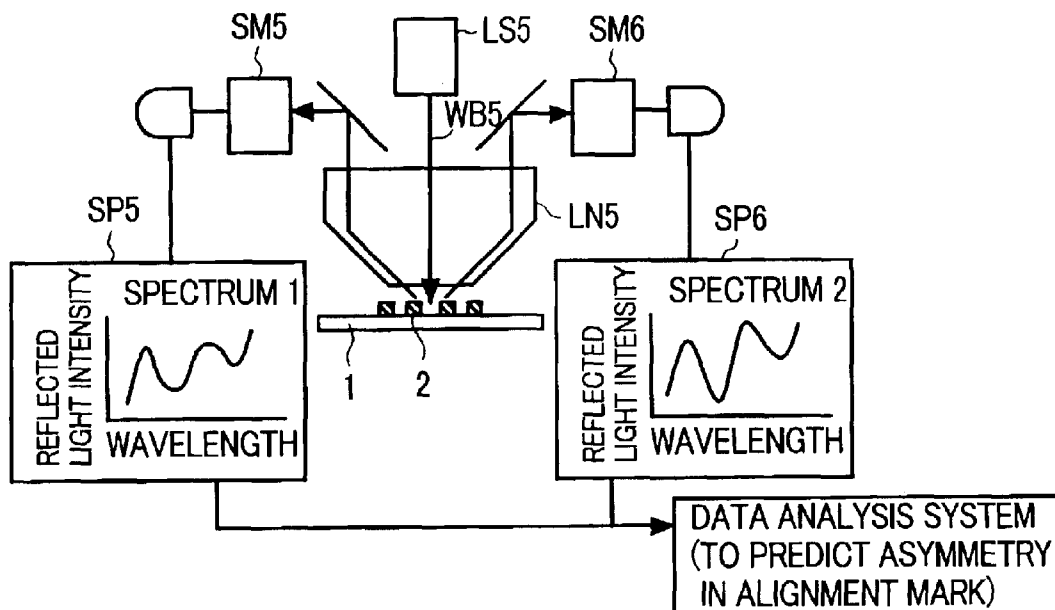 SM5
LS5
SM6
WB5
LN5
SP5
SP6
SPECTRUM 1
REFLECTED
LIGHT INTENSITY
WAVELENGTH
1
2
SPECTRUM 2
REFLECTED
LIGHT INTENSITY
WAVELENGTH
DATA ANALYSIS SYSTEM
(TO PREDICT ASYMMETRY
IN ALIGNMENT MARK)